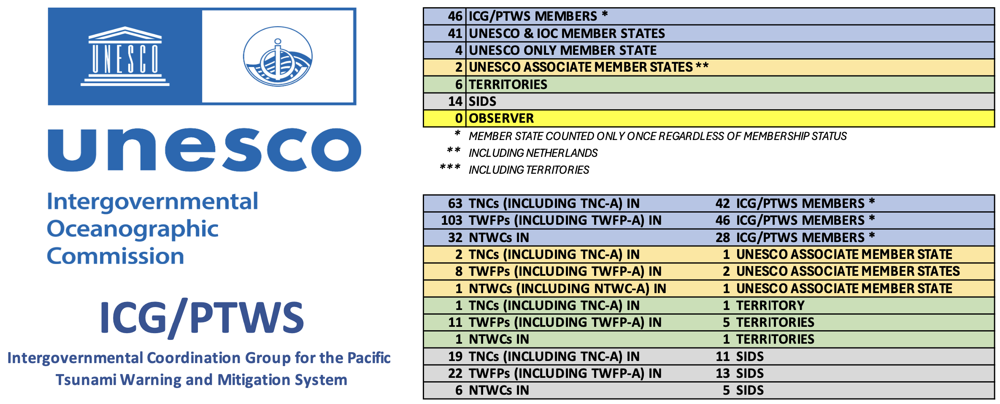 UNESCO
unesco
Intergovernmental
Oceanographic
Commission
ICG/PTWS
Intergovernmental Coordination Group for the Pacific
Tsunami Warning and Mitigation System
46 ICG/PTWS MEMBERS *
41 UNESCO & IOC MEMBER STATES
4 UNESCO ONLY MEMBER STATE
2 UNESCO ASSOCIATE MEMBER STATES **
6 TERRITORIES
14 SIDS
0 OBSERVER
* MEMBER STATE COUNTED ONLY ONCE REGARDLESS OF MEMBERSHIP STATUS
** INCLUDING NETHERLANDS
*** INCLUDING TERRITORIES
63 TNCs (INCLUDING TNC-A) IN 42 ICG/PTWS MEMBERS *
103 TWFPs (INCLUDING TWFP-A) IN 46 ICG/PTWS MEMBERS *
32 NTWCs IN 28 ICG/PTWS MEMBERS *
2 TNCs (INCLUDING TNC-A) IN 1 UNESCO ASSOCIATE MEMBER STATE
8 TWFPs (INCLUDING TWFP-A) IN 2 UNESCO ASSOCIATE MEMBER STATES
1 NTWCs (INCLUDING NTWC-A) IN 1 UNESCO ASSOCIATE MEMBER STATE
1 TNCs (INCLUDING TNC-A) IN 1 TERRITORY
11 TWFPs (INCLUDING TWFP-A) IN 5 TERRITORIES
1 NTWCs IN 1 TERRITORIES
19 TNCs (INCLUDING TNC-A) IN 11 SIDS
22 TWFPs (INCLUDING TWFP-A) IN 13 SIDS
6 NTWCs IN 5 SIDS